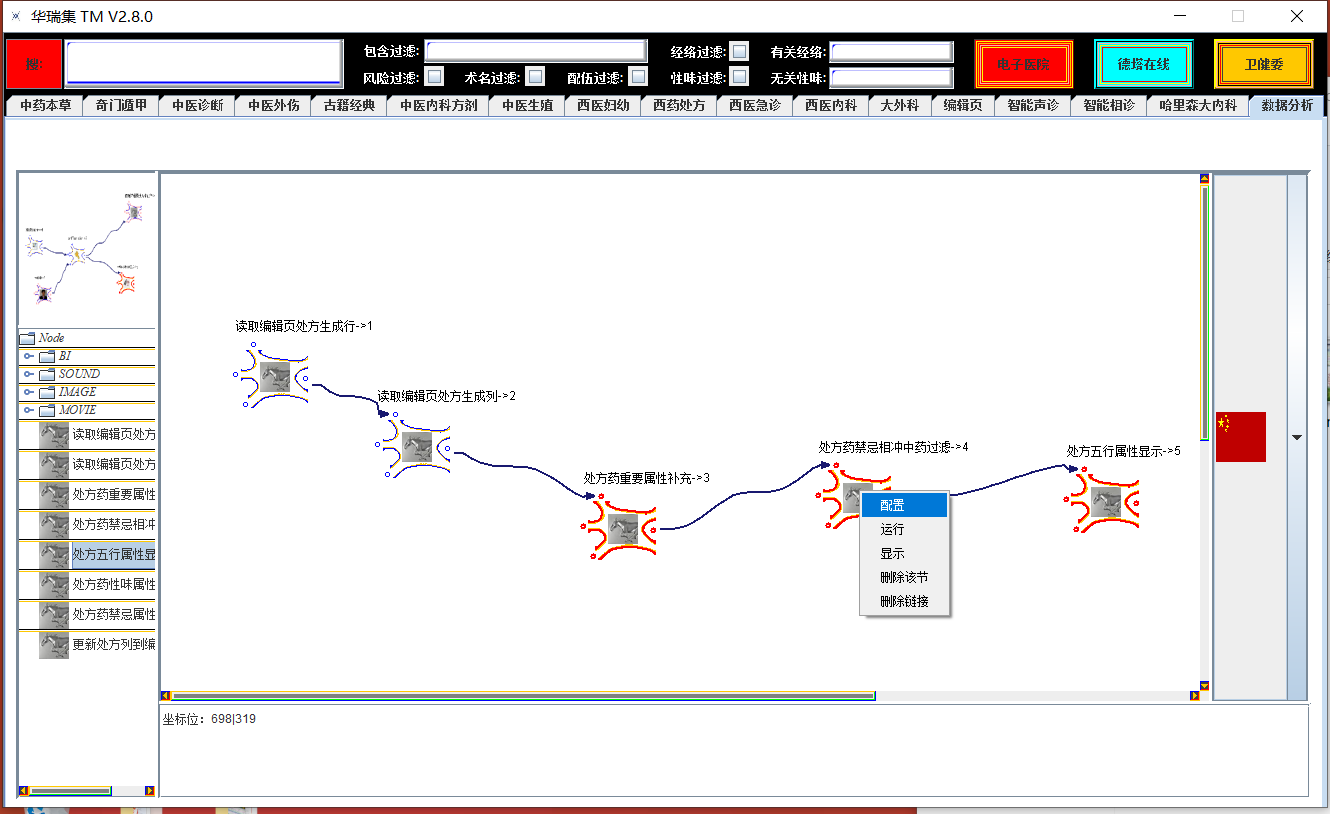 华瑞集 TM V2.8.0
搜:
包含过滤:
经络过滤:
有关经络:
风险过滤:
术名过滤:
配伍过滤:
性味过滤:
无关性味:
电子医院
德塔在线
卫健委
中药本草
奇门遁甲
中医诊断
中医外伤
古籍经典
中医内科方剂
中医生殖
西医妇幼
西药处方
西医急诊
西医内科
大外科
编辑页
智能声诊
智能相诊
哈里森大内科
数据分析
Node
BI
SOUND
IMAGE
MOVIE
读取编辑页处方
读取编辑页处方
处方药重要属性
处方药禁忌相冲
处方五行属性显
处方药性味属性
处方药禁忌属性
更新处方列到编
读取编辑页处方生成行->1
读取编辑页处方生成列->2
处方药重要属性补充->3
处方药禁忌相冲中药过滤->4
处方五行属性显示->5
配置
运行
显示
删除该节
删除链接
坐标位：698|319